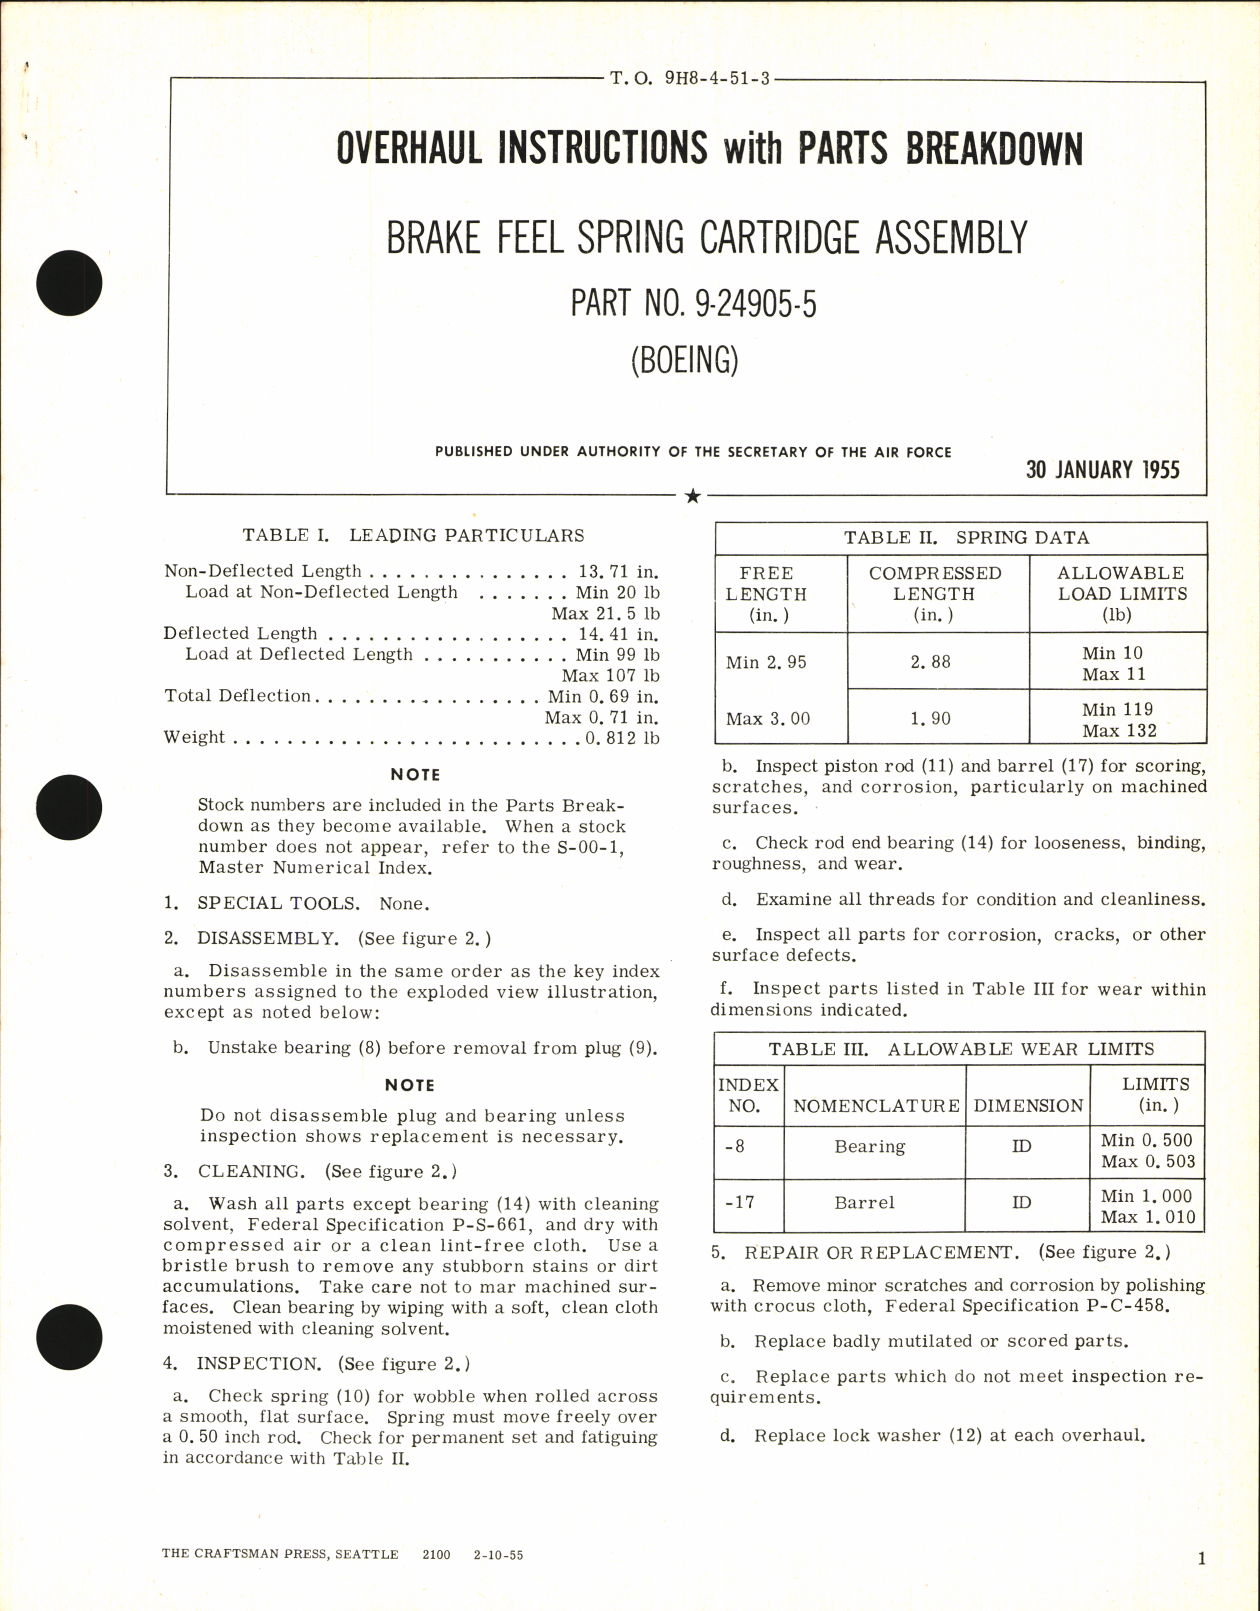 T. O. 9H8-4-51-3
OVERHAUL INSTRUCTIONS with PARTS BREAKDOWN
BRAKE FEEL SPRING CARTRIDGE ASSEMBLY
PART NO. 9-24905-5
(BOEING)
PUBLISHED UNDER AUTHORITY OF THE SECRETARY OF THE AIR FORCE
30 JANUARY 1955
TABLE I. LEADING PARTICULARS
Non-Deflected Length . . . . . . . . . . . . . . . 13.71 in.
Load at Non-Deflected Length . . . . . . . Min 20 lb
Max 21.5 lb
Deflected Length . . . . . . . . . . . . . . . . . . 14.41 in.
Load at Deflected Length . . . . . . . . . . . Min 99 lb
Max 107 lb
Total Deflection . . . . . . . . . . . . . . . . . Min 0.69 in.
Max 0.71 in.
Weight . . . . . . . . . . . . . . . . . . . . . . . . . . 0.812 lb
NOTE
Stock numbers are included in the Parts Break-
down as they become available. When a stock
number does not appear, refer to the S-00-1,
Master Numerical Index.
1. SPECIAL TOOLS. None.
2. DISASSEMBLY. (See figure 2.)
a. Disassemble in the same order as the key index
numbers assigned to the exploded view illustration,
except as noted below:
b. Unstake bearing (8) before removal from plug (9).
NOTE
Do not disassemble plug and bearing unless
inspection shows replacement is necessary.
3. CLEANING. (See figure 2.)
a. Wash all parts except bearing (14) with cleaning
solvent, Federal Specification P-S-661, and dry with
compressed air or a clean lint-free cloth. Use a
bristle brush to remove any stubborn stains or dirt
accumulations. Take care not to mar machined sur-
faces. Clean bearing by wiping with a soft, clean cloth
moistened with cleaning solvent.
4. INSPECTION. (See figure 2.)
a. Check spring (10) for wobble when rolled across
a smooth, flat surface. Spring must move freely over
a 0.50 inch rod. Check for permanent set and fatiguing
in accordance with Table II.
TABLE II. SPRING DATA
FREE LENGTH (in.) COMPRESSED LENGTH (in.) ALLOWABLE LOAD LIMITS (lb)
Min 2.95 2.88 Min 10
Max 11
Max 3.00 1.90 Min 119
Max 132
b. Inspect piston rod (11) and barrel (17) for scoring,
scratches, and corrosion, particularly on machined
surfaces.
c. Check rod end bearing (14) for looseness, binding,
roughness, and wear.
d. Examine all threads for condition and cleanliness.
e. Inspect all parts for corrosion, cracks, or other
surface defects.
f. Inspect parts listed in Table III for wear within
dimensions indicated.
TABLE III. ALLOWABLE WEAR LIMITS
INDEX NO. NOMENCLATURE DIMENSION LIMITS (in.)
-8 Bearing ID Min 0.500
Max 0.503
-17 Barrel ID Min 1.000
Max 1.010
5. REPAIR OR REPLACEMENT. (See figure 2.)
a. Remove minor scratches and corrosion by polishing
with crocus cloth, Federal Specification P-C-458.
b. Replace badly mutilated or scored parts.
c. Replace parts which do not meet inspection re-
quirements.
d. Replace lock washer (12) at each overhaul.
THE CRAFTSMAN PRESS, SEATTLE 2100 2-10-55
1